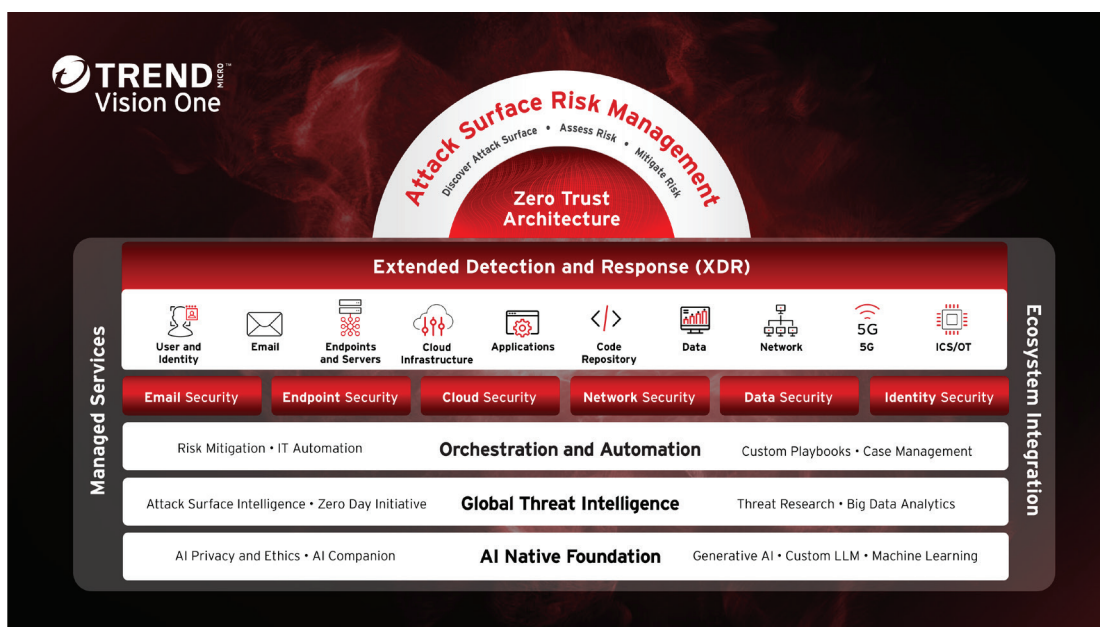 TREND MICRO™
Vision One
Attack Surface Risk Management
Discover Attack Surface • Assess Risk • Mitigate Risk
Zero Trust
Architecture
Managed Services
Extended Detection and Response (XDR)
User and
Identity
Email
Endpoints
and Servers
Cloud
Infrastructure
Applications
Code
Repository
Data
Network
5G
5G
ICS/OT
Email Security
Endpoint Security
Cloud Security
Network Security
Data Security
Identity Security
Risk Mitigation • IT Automation
Orchestration and Automation
Custom Playbooks • Case Management
Attack Surface Intelligence • Zero Day Initiative
Global Threat Intelligence
Threat Research • Big Data Analytics
AI Privacy and Ethics • AI Companion
AI Native Foundation
Generative AI • Custom LLM • Machine Learning
Ecosystem Integration